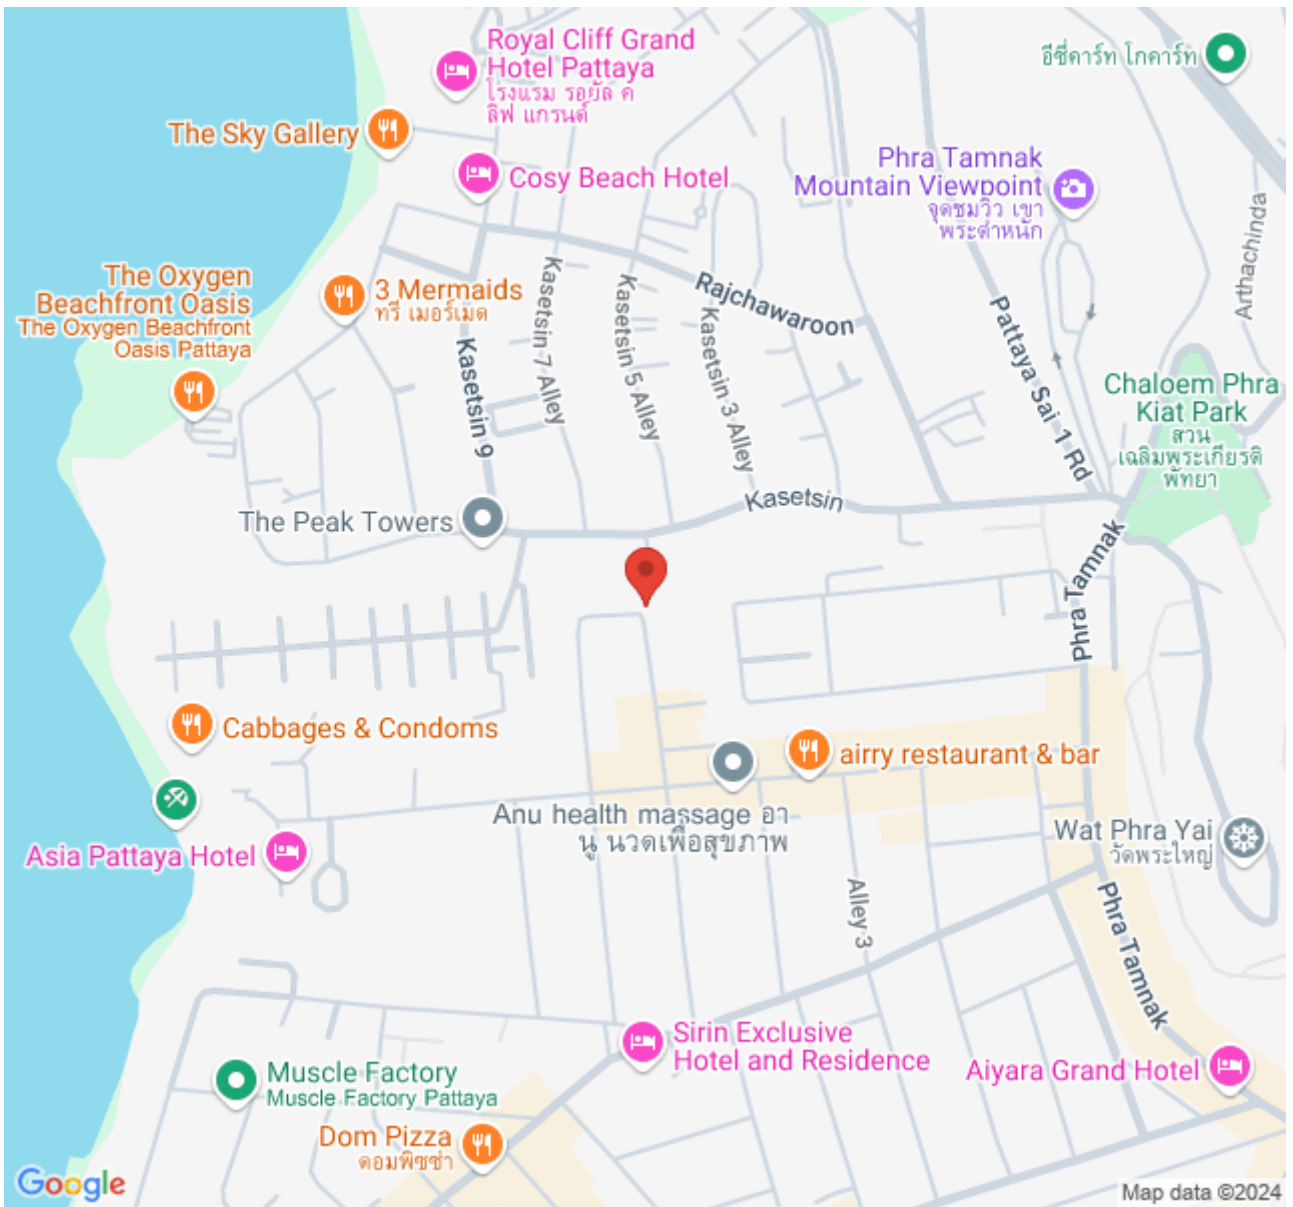 Royal Cliff Grand
Hotel Pattaya
โรงแรม รอยัล ค
ลิฟ แกรนด์
อีซี่คาร์ท โกคาร์ท
The Sky Gallery
Cosy Beach Hotel
Phra Tamnak
Mountain Viewpoint
จุดชมวิว เขา
พระตำหนัก
Arthachinda
The Oxygen
Beachfront Oasis
The Oxygen Beachfront
Oasis Pattaya
3 Mermaids
ทรี เมอร์เมด
Kasetsin 7 Alley
Kasetsin 5 Alley
Kasetsin 3 Alley
Rajchawaroon
Pattaya Sai 1 Rd
Kasetsin 9
Chaloem Phra
Kiat Park
สวน
เฉลิมพระเกียรติ
พัทยา
Kasetsin
The Peak Towers
Phra Tamnak
Cabbages & Condoms
airry restaurant & bar
Anu health massage อา
นู นวดเพื่อสุขภาพ
Wat Phra Yai
วัดพระใหญ่
Asia Pattaya Hotel
Alley 3
Phra Tamnak
Sirin Exclusive
Hotel and Residence
Aiyara Grand Hotel
Muscle Factory
Muscle Factory Pattaya
Dom Pizza
ดอมพิซซ่า
Google
Map data ©2024